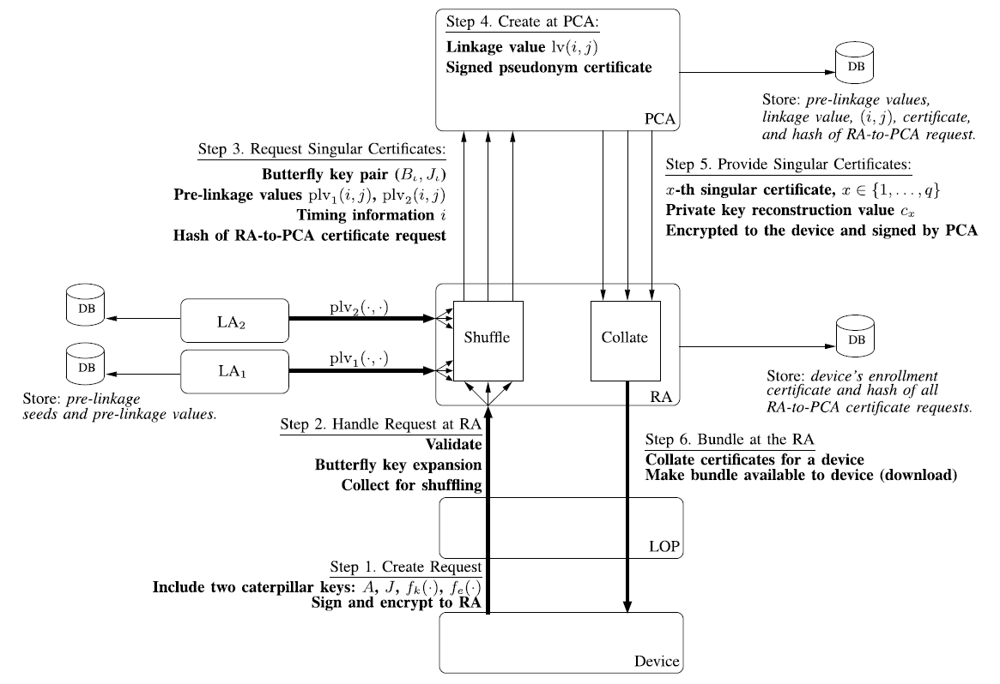 Step 4. Create at PCA:
Linkage value lv(i, j)
Signed pseudonym certificate
PCA
DB
Store: pre-linkage values,
linkage value, (i, j), certificate,
and hash of RA-to-PCA request.
Step 3. Request Singular Certificates:
Butterfly key pair (Bι, Jι)
Pre-linkage values plv₁(i, j), plv₂(i, j)
Timing information i
Hash of RA-to-PCA certificate request
Step 5. Provide Singular Certificates:
x-th singular certificate, x ∈ {1, . . . , q}
Private key reconstruction value cₓ
Encrypted to the device and signed by PCA
DB
LA₂
plv₂(·, ·)
DB
LA₁
plv₁(·, ·)
Store: pre-linkage
seeds and pre-linkage values.
Shuffle
Collate
RA
DB
Store: device's enrollment
certificate and hash of all
RA-to-PCA certificate requests.
Step 2. Handle Request at RA
Validate
Butterfly key expansion
Collect for shuffling
Step 6. Bundle at the RA
Collate certificates for a device
Make bundle available to device (download)
LOP
Step 1. Create Request
Include two caterpillar keys: A, J, fₖ(·), fₑ(·)
Sign and encrypt to RA
Device